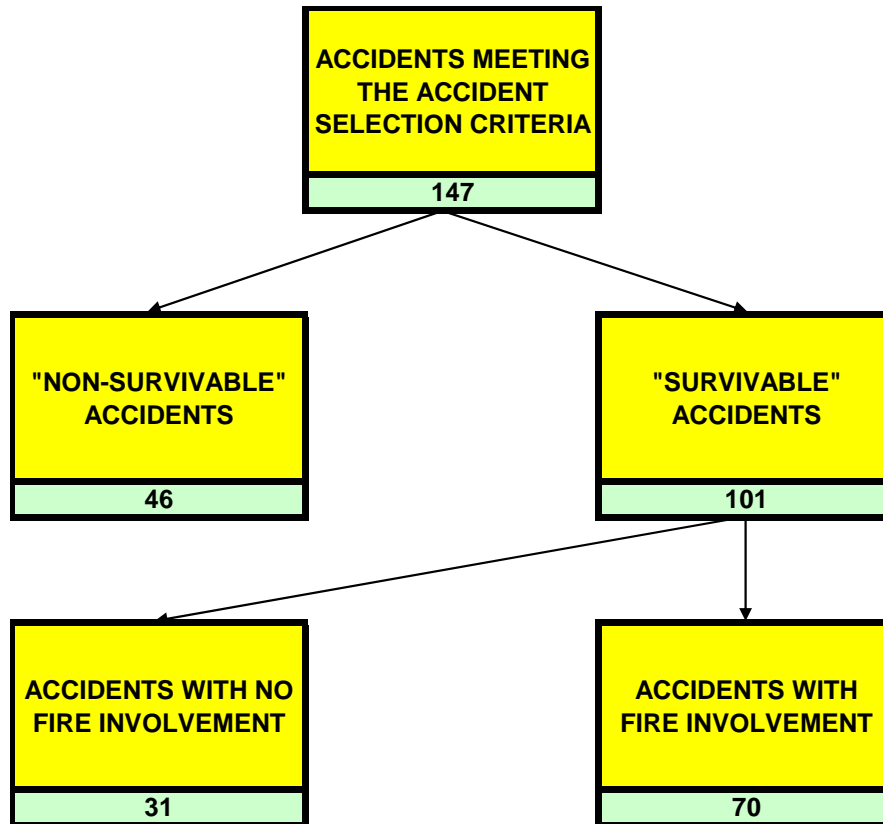 ACCIDENTS MEETING
THE ACCIDENT
SELECTION CRITERIA
147
"NON-SURVIVABLE"
ACCIDENTS
46
"SURVIVABLE"
ACCIDENTS
101
ACCIDENTS WITH NO
FIRE INVOLVEMENT
31
ACCIDENTS WITH
FIRE INVOLVEMENT
70